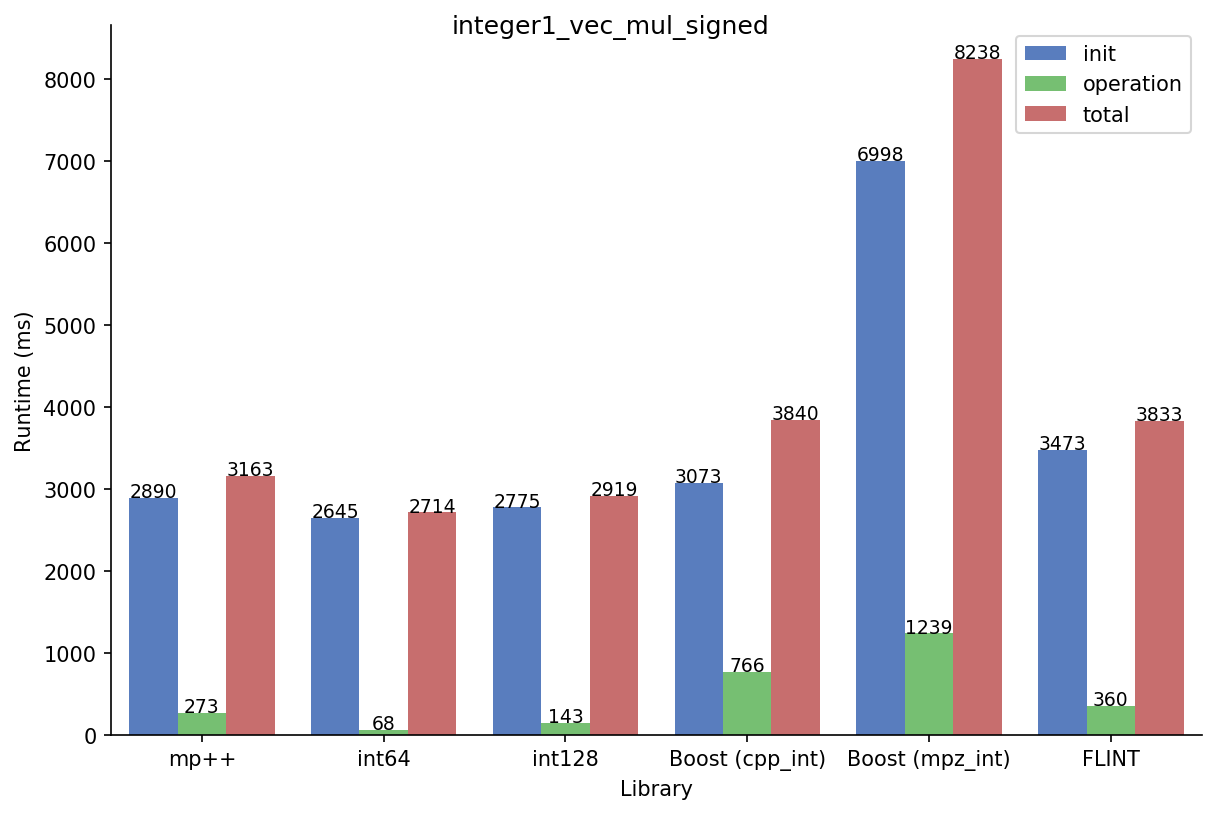 integer1_vec_mul_signed
init
operation
total
Runtime (ms)
8000
7000
6000
5000
4000
3000
2000
1000
0
2890
273
3163
2645
68
2714
2775
143
2919
3073
766
3840
6998
1239
8238
3473
360
3833
mp++
int64
int128
Boost (cpp_int)
Boost (mpz_int)
FLINT
Library